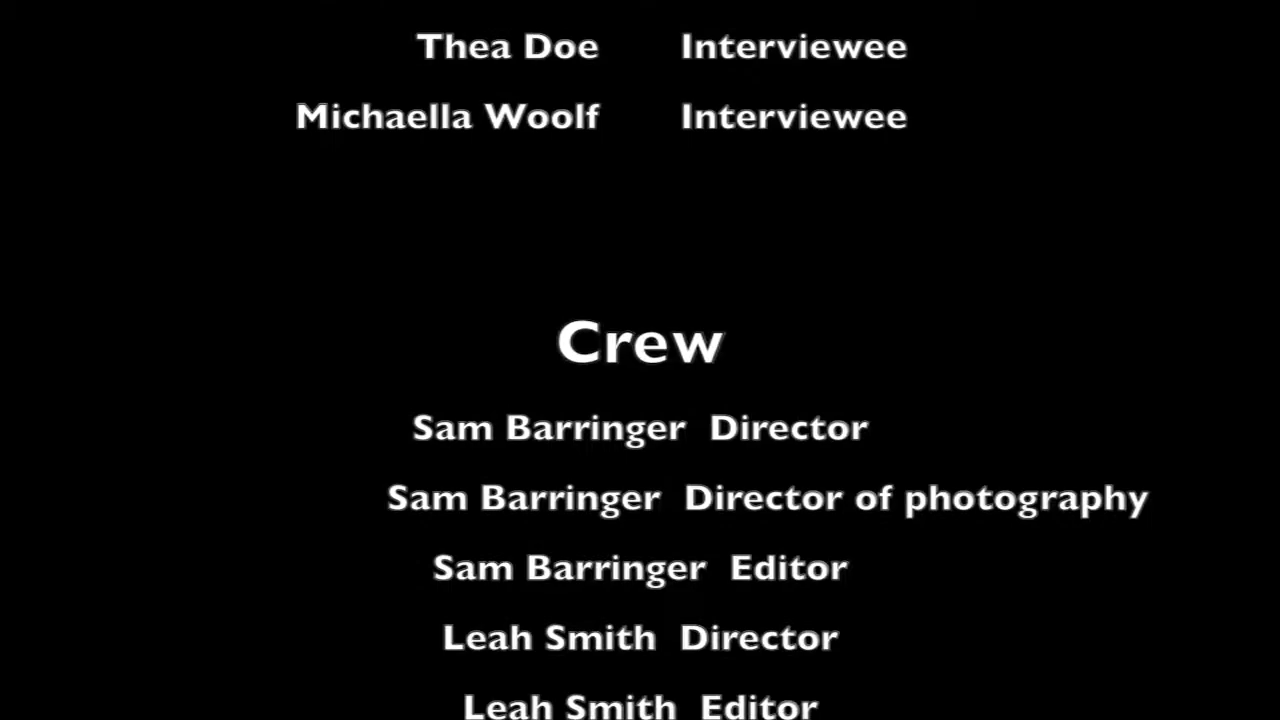 Thea Doe Interviewee
Michaella Woolf Interviewee
Crew
Sam Barringer Director
Sam Barringer Director of photography
Sam Barringer Editor
Leah Smith Director
Leah Smith Editor